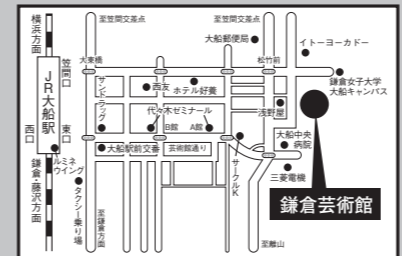 至笠間交差点
至笠間交差点
横浜方面
大船郵便局
イトーヨーカドー
大東橋
松竹前
笠間口
JR大船駅
西友
ホテル好養
鎌倉女子大学
大船キャンパス
サンドラッグ
代々木ゼミナール
浅野屋
B館
A館
西口
東口
大船中央
病院
大船駅前交番
芸術館通り
ルミネ
ウイング
サークルK
三菱電機
鎌倉・藤沢方面
タクシー乗り場
鎌倉芸術館
至鎌倉方面
至離山